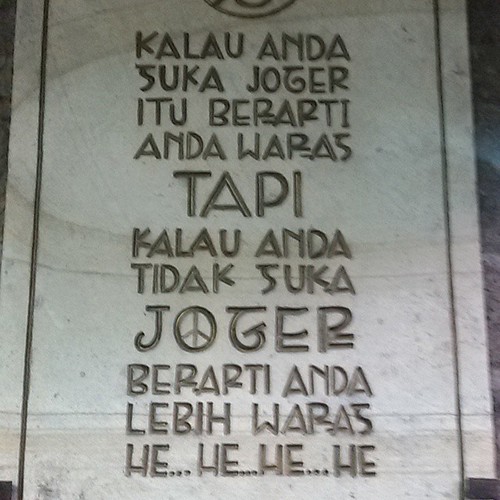 KALAU ANDA
SUKA JOGER
ITU BERARTI
ANDA WARAS
TAPI
KALAU ANDA
TIDAK SUKA
JOGER
BERARTI ANDA
LEBIH WARAS
HE... HE... HE... HE